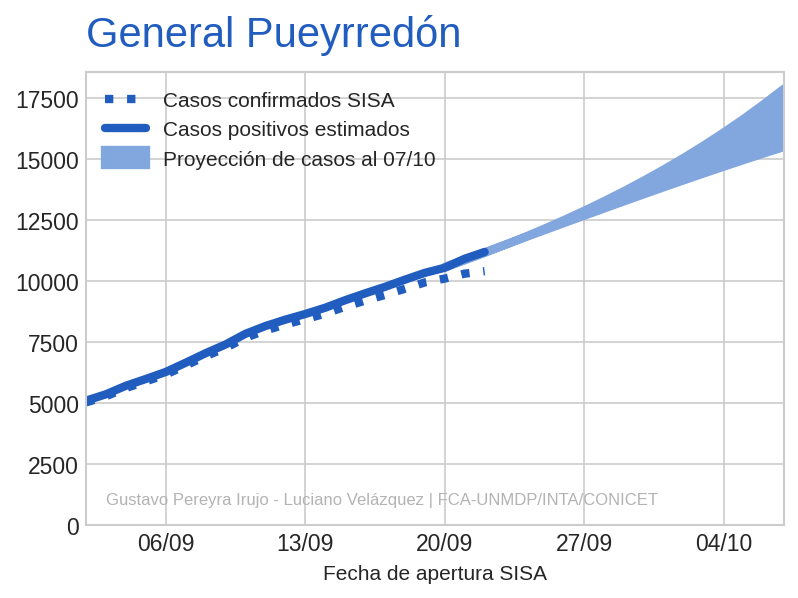 General Pueyrredón
17500
15000
12500
10000
7500
5000
2500
0
Casos confirmados SISA
Casos positivos estimados
Proyección de casos al 07/10
Gustavo Pereyra Irujo - Luciano Velázquez | FCA-UNMDP/INTA/CONICET
06/09 13/09 20/09 27/09 04/10
Fecha de apertura SISA